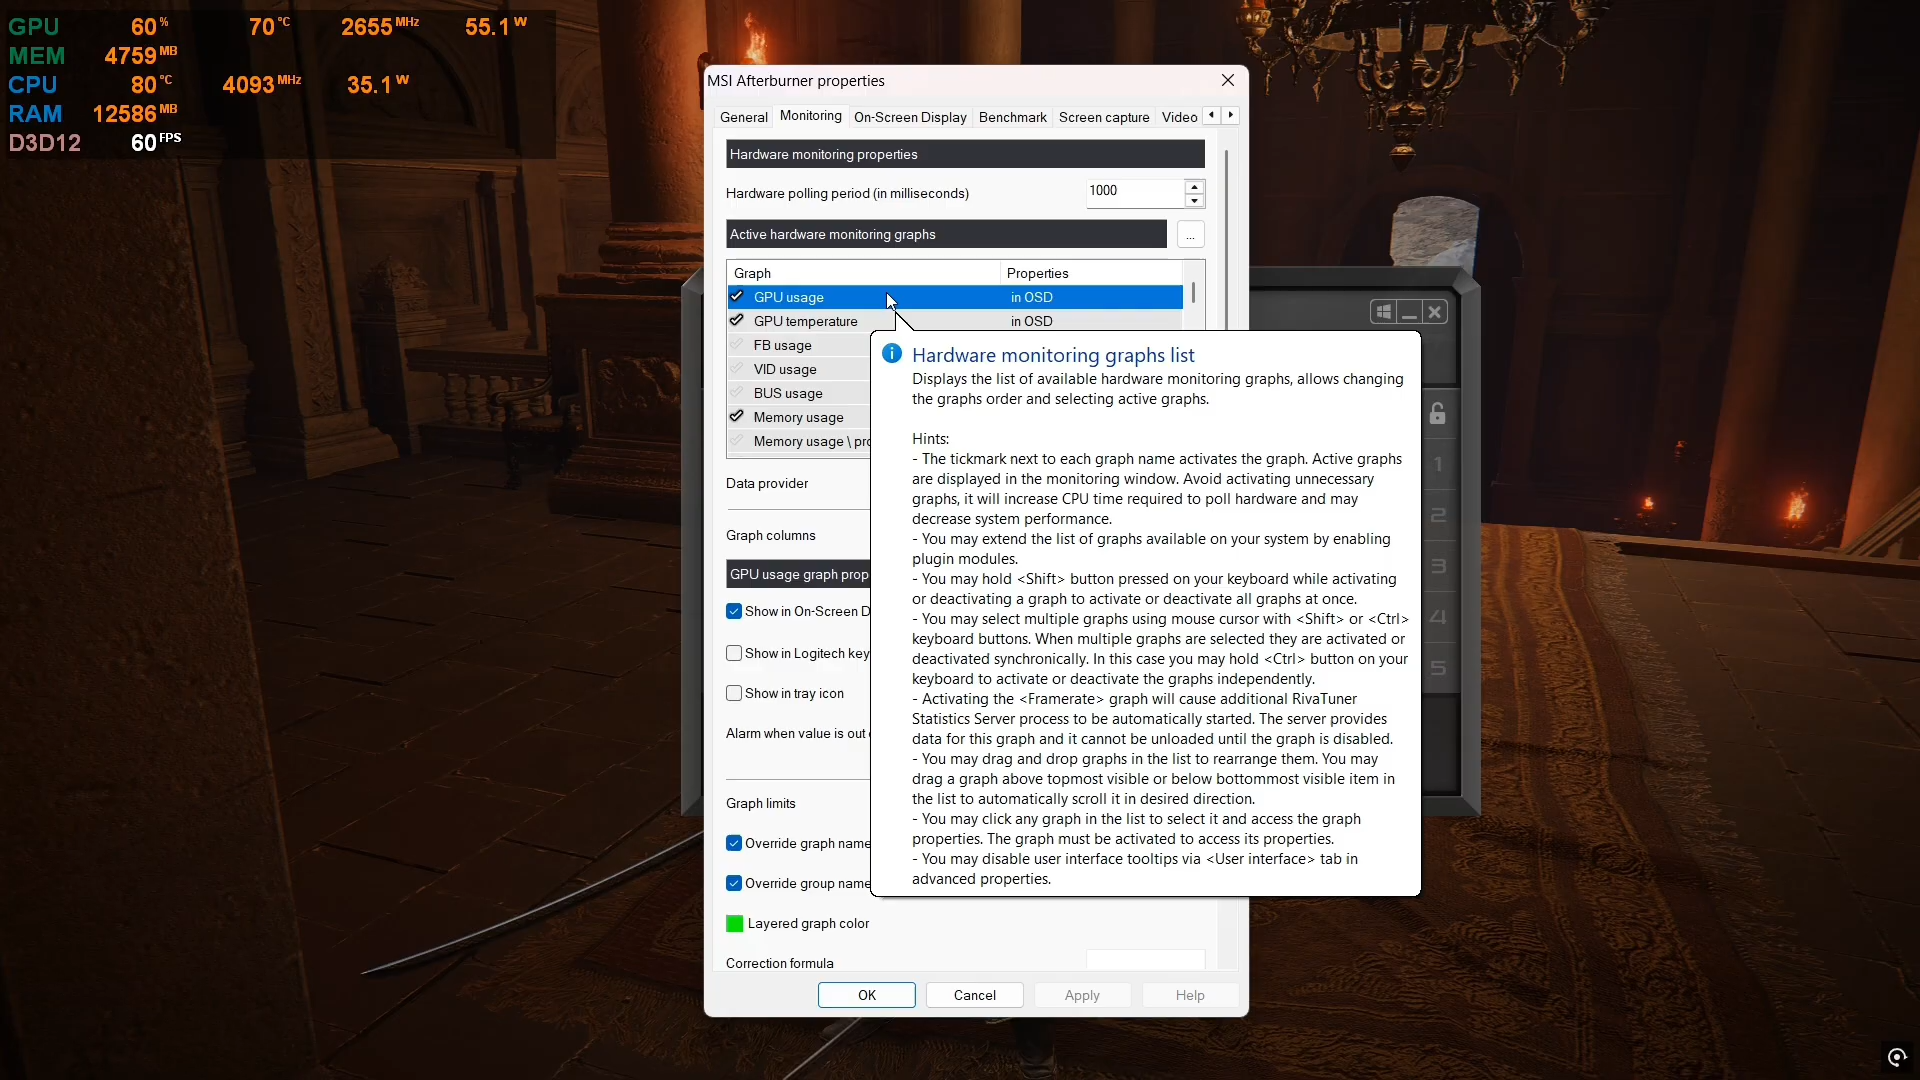 GPU 60 % 70 °C 2655 MHz 55.1 W
MEM 4759 MB
CPU 80 °C 4093 MHz 35.1 W
RAM 12586 MB
D3D12 60 FPS
MSI Afterburner properties
General Monitoring On-Screen Display Benchmark Screen capture Video
Hardware monitoring properties
Hardware polling period (in milliseconds) 1000
Active hardware monitoring graphs ...
Graph Properties
GPU usage in OSD
GPU temperature in OSD
FB usage
VID usage
BUS usage
Memory usage
Memory usage \ pro
Data provider
Graph columns
GPU usage graph prop
Show in On-Screen D
Show in Logitech key
Show in tray icon
Alarm when value is out
Graph limits
Override graph name
Override group name
Layered graph color
Correction formula
OK Cancel Apply Help
Hardware monitoring graphs list
Displays the list of available hardware monitoring graphs, allows changing
the graphs order and selecting active graphs.
Hints:
- The tickmark next to each graph name activates the graph. Active graphs
are displayed in the monitoring window. Avoid activating unnecessary
graphs, it will increase CPU time required to poll hardware and may
decrease system performance.
- You may extend the list of graphs available on your system by enabling
plugin modules.
- You may hold <Shift> button pressed on your keyboard while activating
or deactivating a graph to activate or deactivate all graphs at once.
- You may select multiple graphs using mouse cursor with <Shift> or <Ctrl>
keyboard buttons. When multiple graphs are selected they are activated or
deactivated synchronically. In this case you may hold <Ctrl> button on your
keyboard to activate or deactivate the graphs independently.
- Activating the <Framerate> graph will cause additional RivaTuner
Statistics Server process to be automatically started. The server provides
data for this graph and it cannot be unloaded until the graph is disabled.
- You may drag and drop graphs in the list to rearrange them. You may
drag a graph above topmost visible or below bottommost visible item in
the list to automatically scroll it in desired direction.
- You may click any graph in the list to select it and access the graph
properties. The graph must be activated to access its properties.
- You may disable user interface tooltips via <User interface> tab in
advanced properties.
1
2
3
4
5